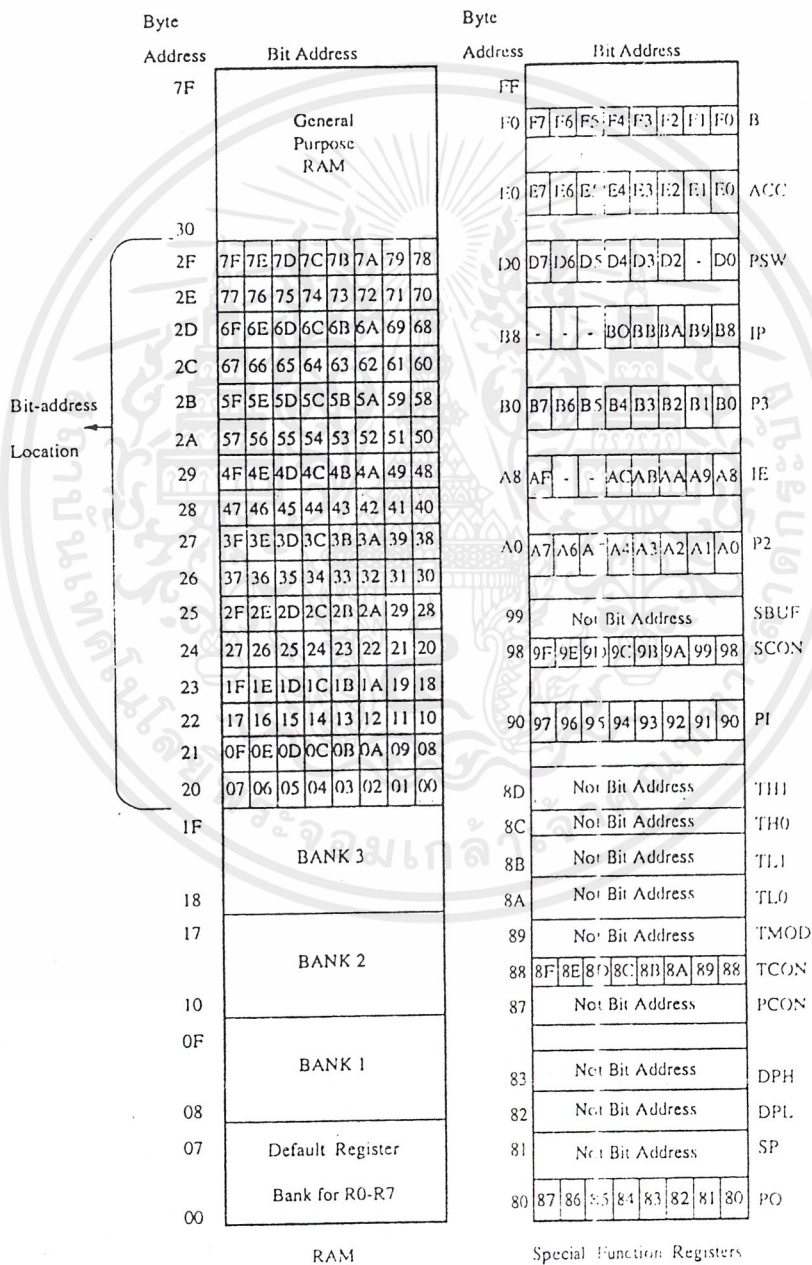 Byte
Address Bit Address
7F
General
Purpose
RAM
30
2F 7F 7E 7D 7C 7B 7A 79 78
2E 77 76 75 74 73 72 71 70
2D 6F 6E 6D 6C 6B 6A 69 68
2C 67 66 65 64 63 62 61 60
2B 5F 5E 5D 5C 5B 5A 59 58
2A 57 56 55 54 53 52 51 50
29 4F 4E 4D 4C 4B 4A 49 48
28 47 46 45 44 43 42 41 40
27 3F 3E 3D 3C 3B 3A 39 38
26 37 36 35 34 33 32 31 30
25 2F 2E 2D 2C 2B 2A 29 28
24 27 26 25 24 23 22 21 20
23 1F 1E 1D 1C 1B 1A 19 18
22 17 16 15 14 13 12 11 10
21 0F 0E 0D 0C 0B 0A 09 08
20 07 06 05 04 03 02 01 00
Bit-address
Location
1F
BANK 3
18
17
BANK 2
10
0F
BANK 1
08
07 Default Register
Bank for R0-R7
00
RAM
Byte
Address Bit Address
FF
F0 F7 F6 F5 F4 F3 F2 F1 F0 B
E0 E7 E6 E5 E4 E3 E2 E1 E0 ACC
D0 D7 D6 D5 D4 D3 D2 - D0 PSW
B8 - - - BO BB BA B9 B8 IP
B0 B7 B6 B5 B4 B3 B2 B1 B0 P3
A8 AF - - AC AB AA A9 A8 IE
A0 A7 A6 A A4 A3 A2 A1 A0 P2
99 Not Bit Address SBUF
98 9F 9E 9D 9C 9B 9A 99 98 SCON
90 97 96 95 94 93 92 91 90 PI
8D Not Bit Address TH1
8C Not Bit Address TH0
8B Not Bit Address TL1
8A Not Bit Address TL0
89 Not Bit Address TMOD
88 8F 8E 8D 8C 8B 8A 89 88 TCON
87 Not Bit Address PCON
83 Not Bit Address DPH
82 Not Bit Address DPL
81 Not Bit Address SP
80 87 86 85 84 83 82 81 80 PO
Special Function Registers